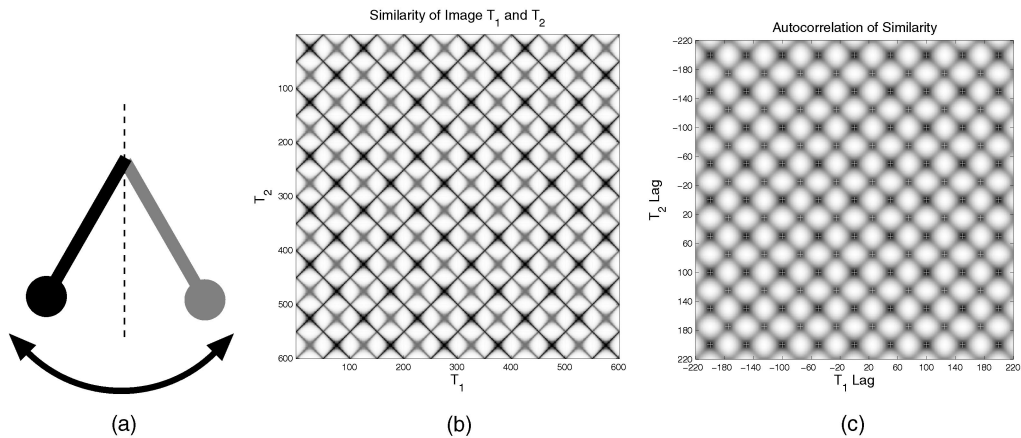 Similarity of Image T1 and T2
100
200
300
400
500
600
T2
100 200 300 400 500 600
T1
Autocorrelation of Similarity
−220
−180
−140
−100
−60
−20
20
60
100
140
180
220
T2 Lag
−220 −180 −140 −100 −60 −20 20 60 100 140 180 220
T1 Lag
(a)
(b)
(c)